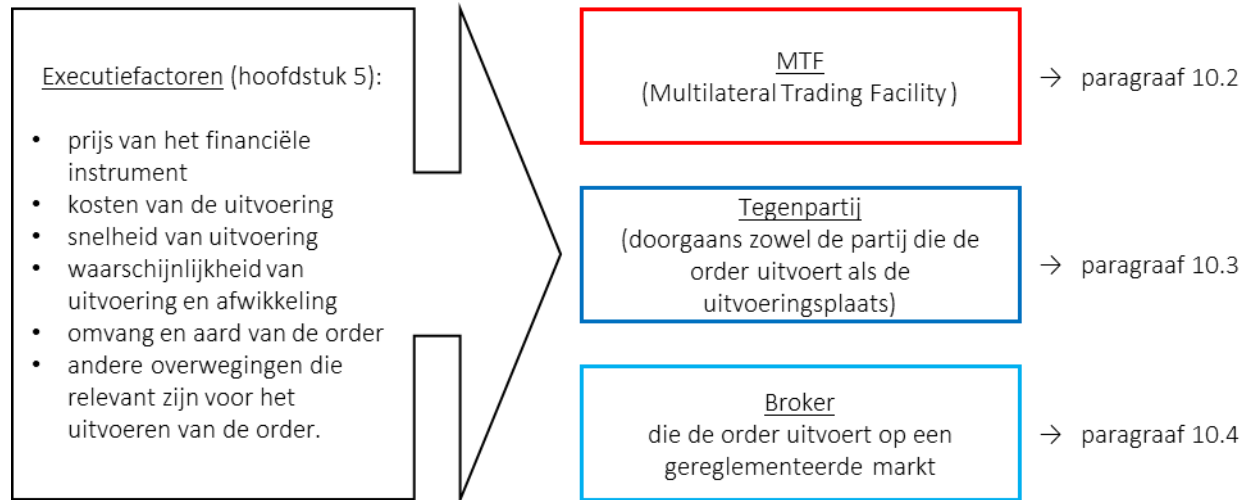 Executiefactoren (hoofdstuk 5):
• prijs van het financiële
instrument
• kosten van de uitvoering
• snelheid van uitvoering
• waarschijnlijkheid van
uitvoering en afwikkeling
• omvang en aard van de order
• andere overwegingen die
relevant zijn voor het
uitvoeren van de order.
MTF
(Multilateral Trading Facility )
→ paragraaf 10.2
Tegenpartij
(doorgaans zowel de partij die de
order uitvoert als de
uitvoeringsplaats)
→ paragraaf 10.3
Broker
die de order uitvoert op een
gereglementeerde markt
→ paragraaf 10.4